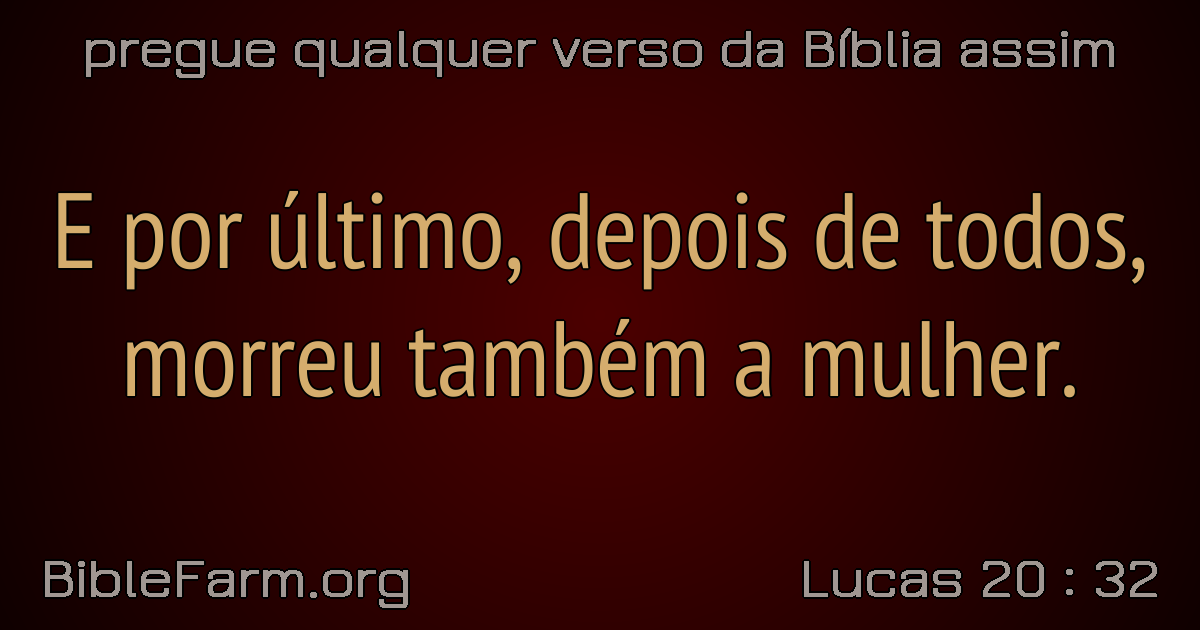 pregue qualquer verso da Bíblia assim
E por último, depois de todos,
morreu também a mulher.
BibleFarm.org
Lucas 20 : 32